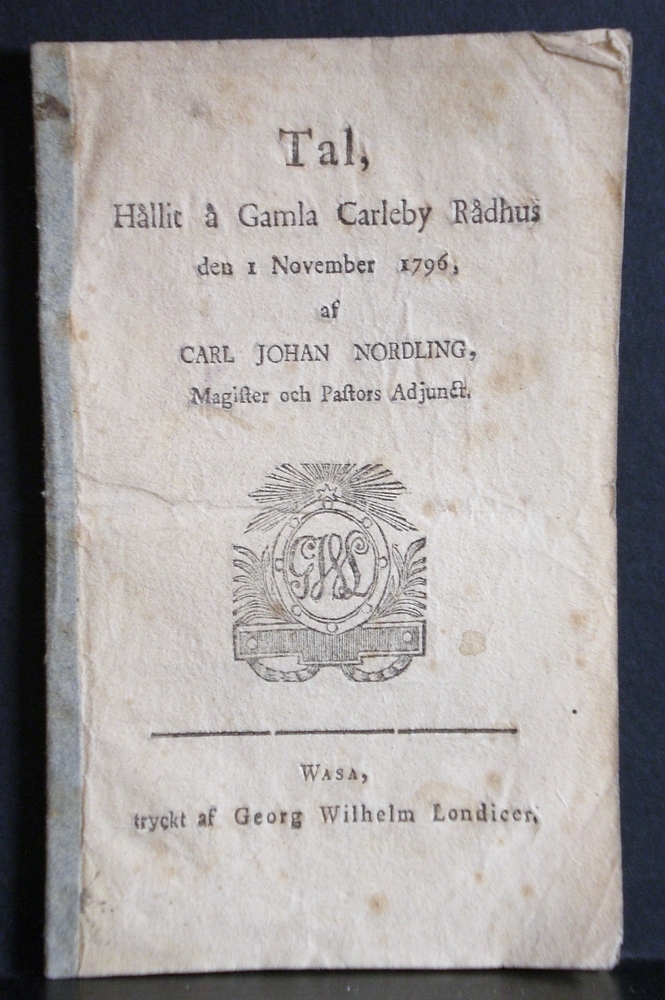 Tal,
Hållit å Gamla Carleby Rådhus
den 1 November 1796,
af
CARL JOHAN NORDLING,
Magiſter och Paſtors Adjunct.
GWL
WASA,
tryckt af Georg Wilhelm Londicer.